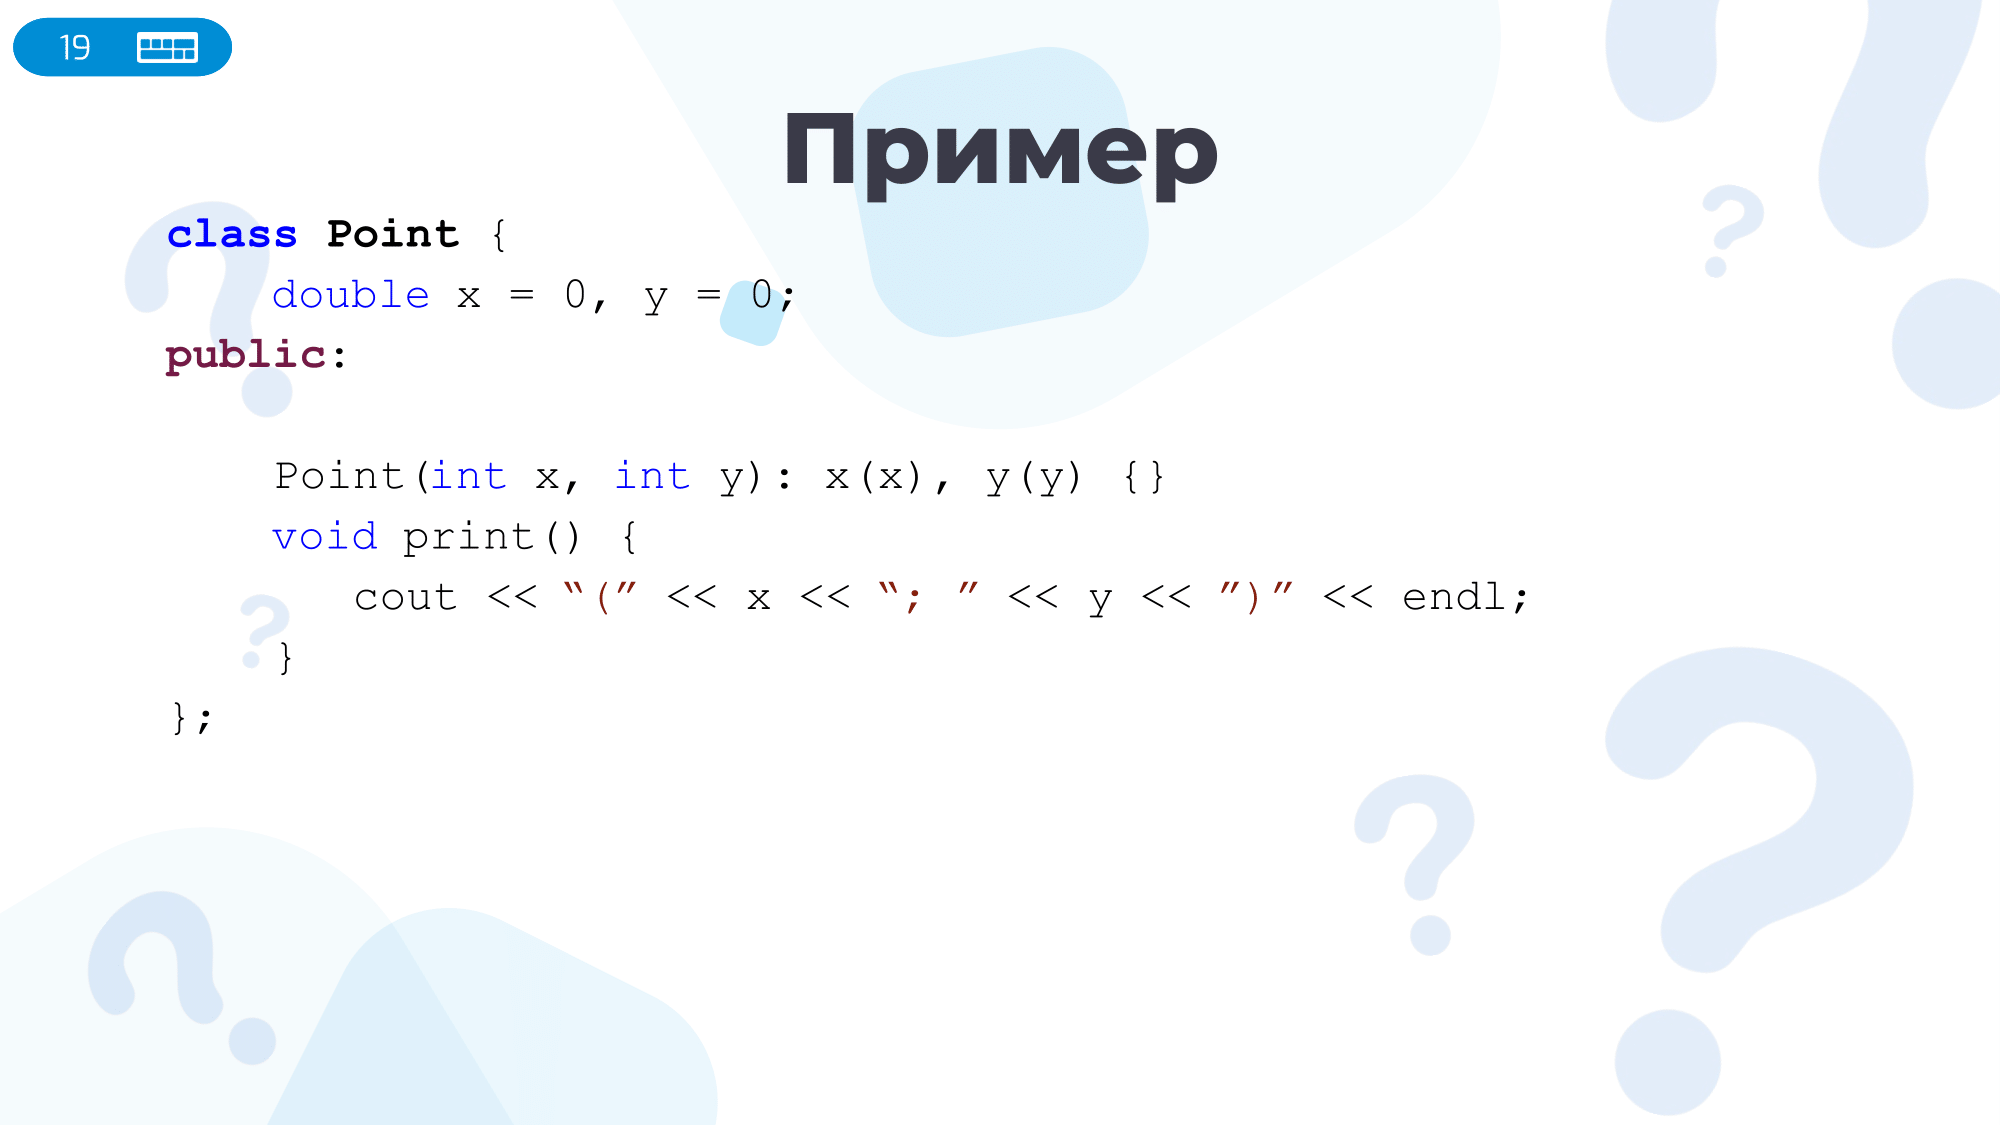 19
Пример
class Point {
    double x = 0, y = 0;
public:
    Point(int x, int y): x(x), y(y) {}
    void print() {
       cout << “(” << x << “; ” << y << ”)” << endl;
    }
};